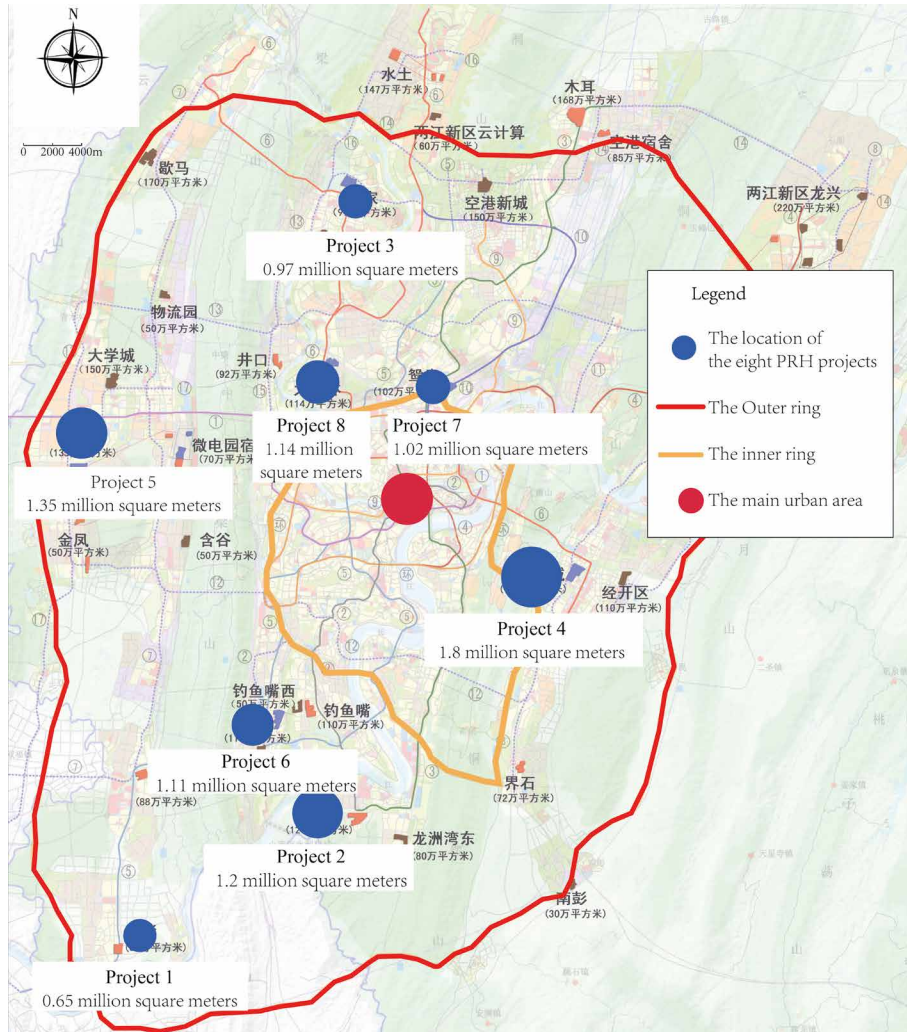 N
0 2000 4000m
水土
(147万平方米)
木耳
(168万平方米)
两江新区云计算
(60万平方米)
空港宿舍
(85万平方米)
歇马
(170万平方米)
空港新城
(150万平方米)
两江新区龙兴
(220万平方米)
Project 3
0.97 million square meters
物流园
(50万平方米)
大学城
(150万平方米)
井口
(92万平方米)
(114万平方米)
(102万平方米)
Legend
The location of
the eight PRH projects
The Outer ring
The inner ring
The main urban area
Project 8
1.14 million
square meters
Project 7
1.02 million square meters
微电园宿
(70万平方米)
Project 5
1.35 million square meters
金凤
(50万平方米)
含谷
(50万平方米)
经开区
(110万平方米)
Project 4
1.8 million square meters
钓鱼嘴西
(50万平方米)
钓鱼嘴
(110万平方米)
Project 6
1.11 million square meters
(88万平方米)
界石
(72万平方米)
龙洲湾东
(80万平方米)
Project 2
1.2 million square meters
南彭
(30万平方米)
Project 1
0.65 million square meters